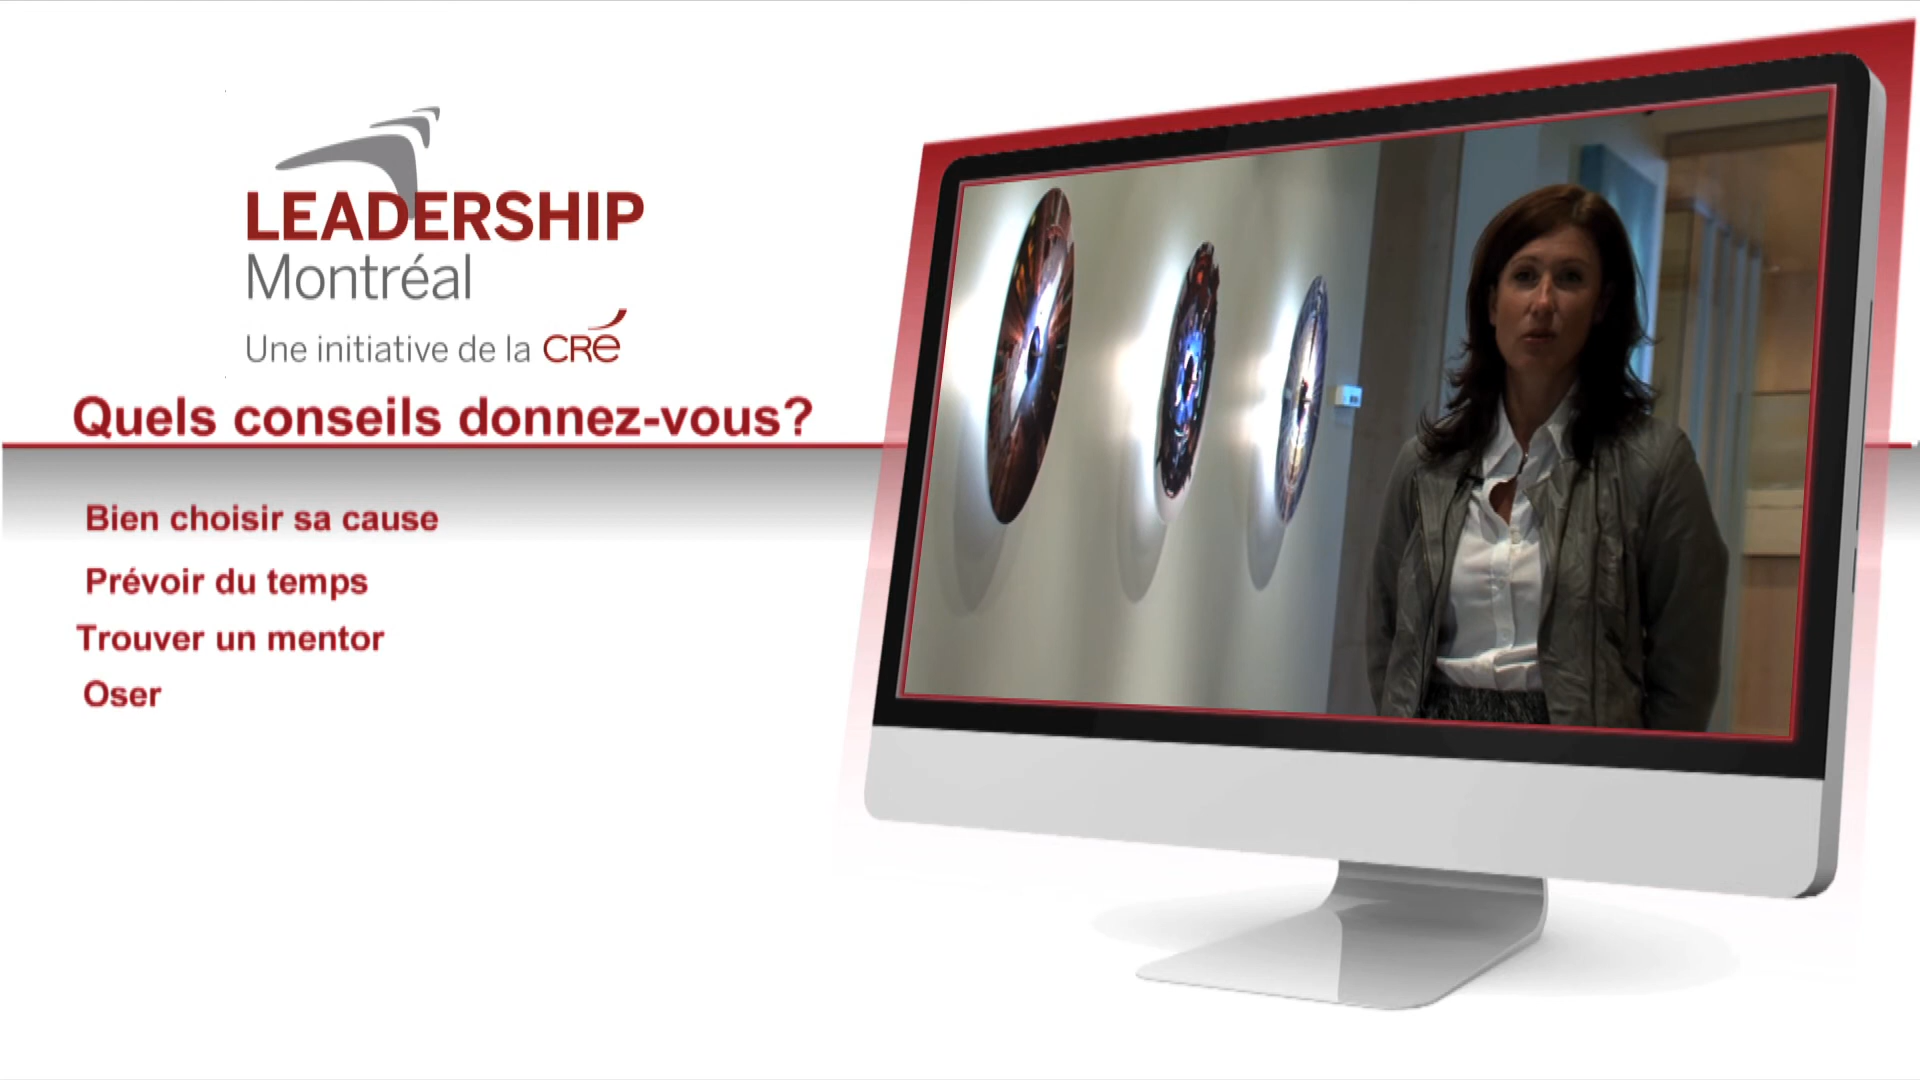 LEADERSHIP
Montréal
Une initiative de la CRé
Quels conseils donnez-vous?
Bien choisir sa cause
Prévoir du temps
Trouver un mentor
Oser